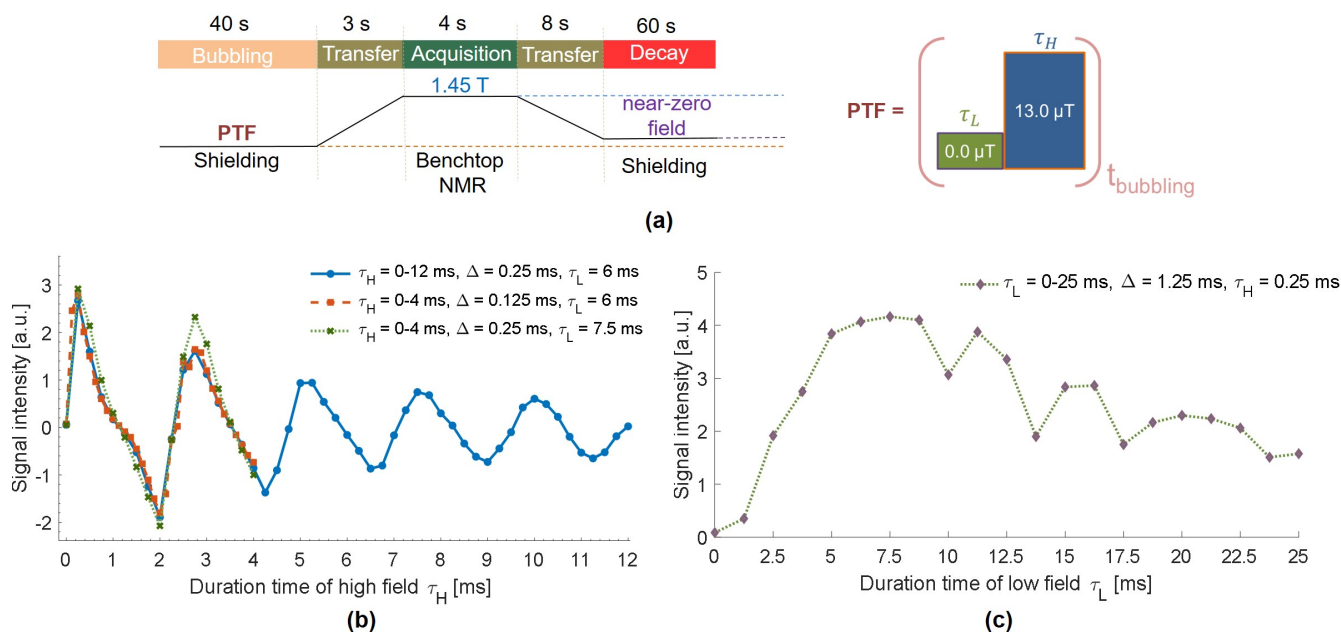 40 s 3 s 4 s 8 s 60 s
Bubbling Transfer Acquisition Transfer Decay
1.45 T
near-zero
field
PTF
Shielding
Benchtop
NMR
Shielding
PTF =
τL
0.0 µT
τH
13.0 µT
tbubbling
(a)
Signal intensity [a.u.]
3
2
1
0
-1
-2
τH = 0-12 ms, Δ = 0.25 ms, τL = 6 ms
τH = 0-4 ms, Δ = 0.125 ms, τL = 6 ms
τH = 0-4 ms, Δ = 0.25 ms, τL = 7.5 ms
0 1 2 3 4 5 6 7 8 9 10 11 12
Duration time of high field τH [ms]
(b)
Signal intensity [a.u.]
5
4
3
2
1
0
τL = 0-25 ms, Δ = 1.25 ms, τH = 0.25 ms
0 2.5 5 7.5 10 12.5 15 17.5 20 22.5 25
Duration time of low field τL [ms]
(c)